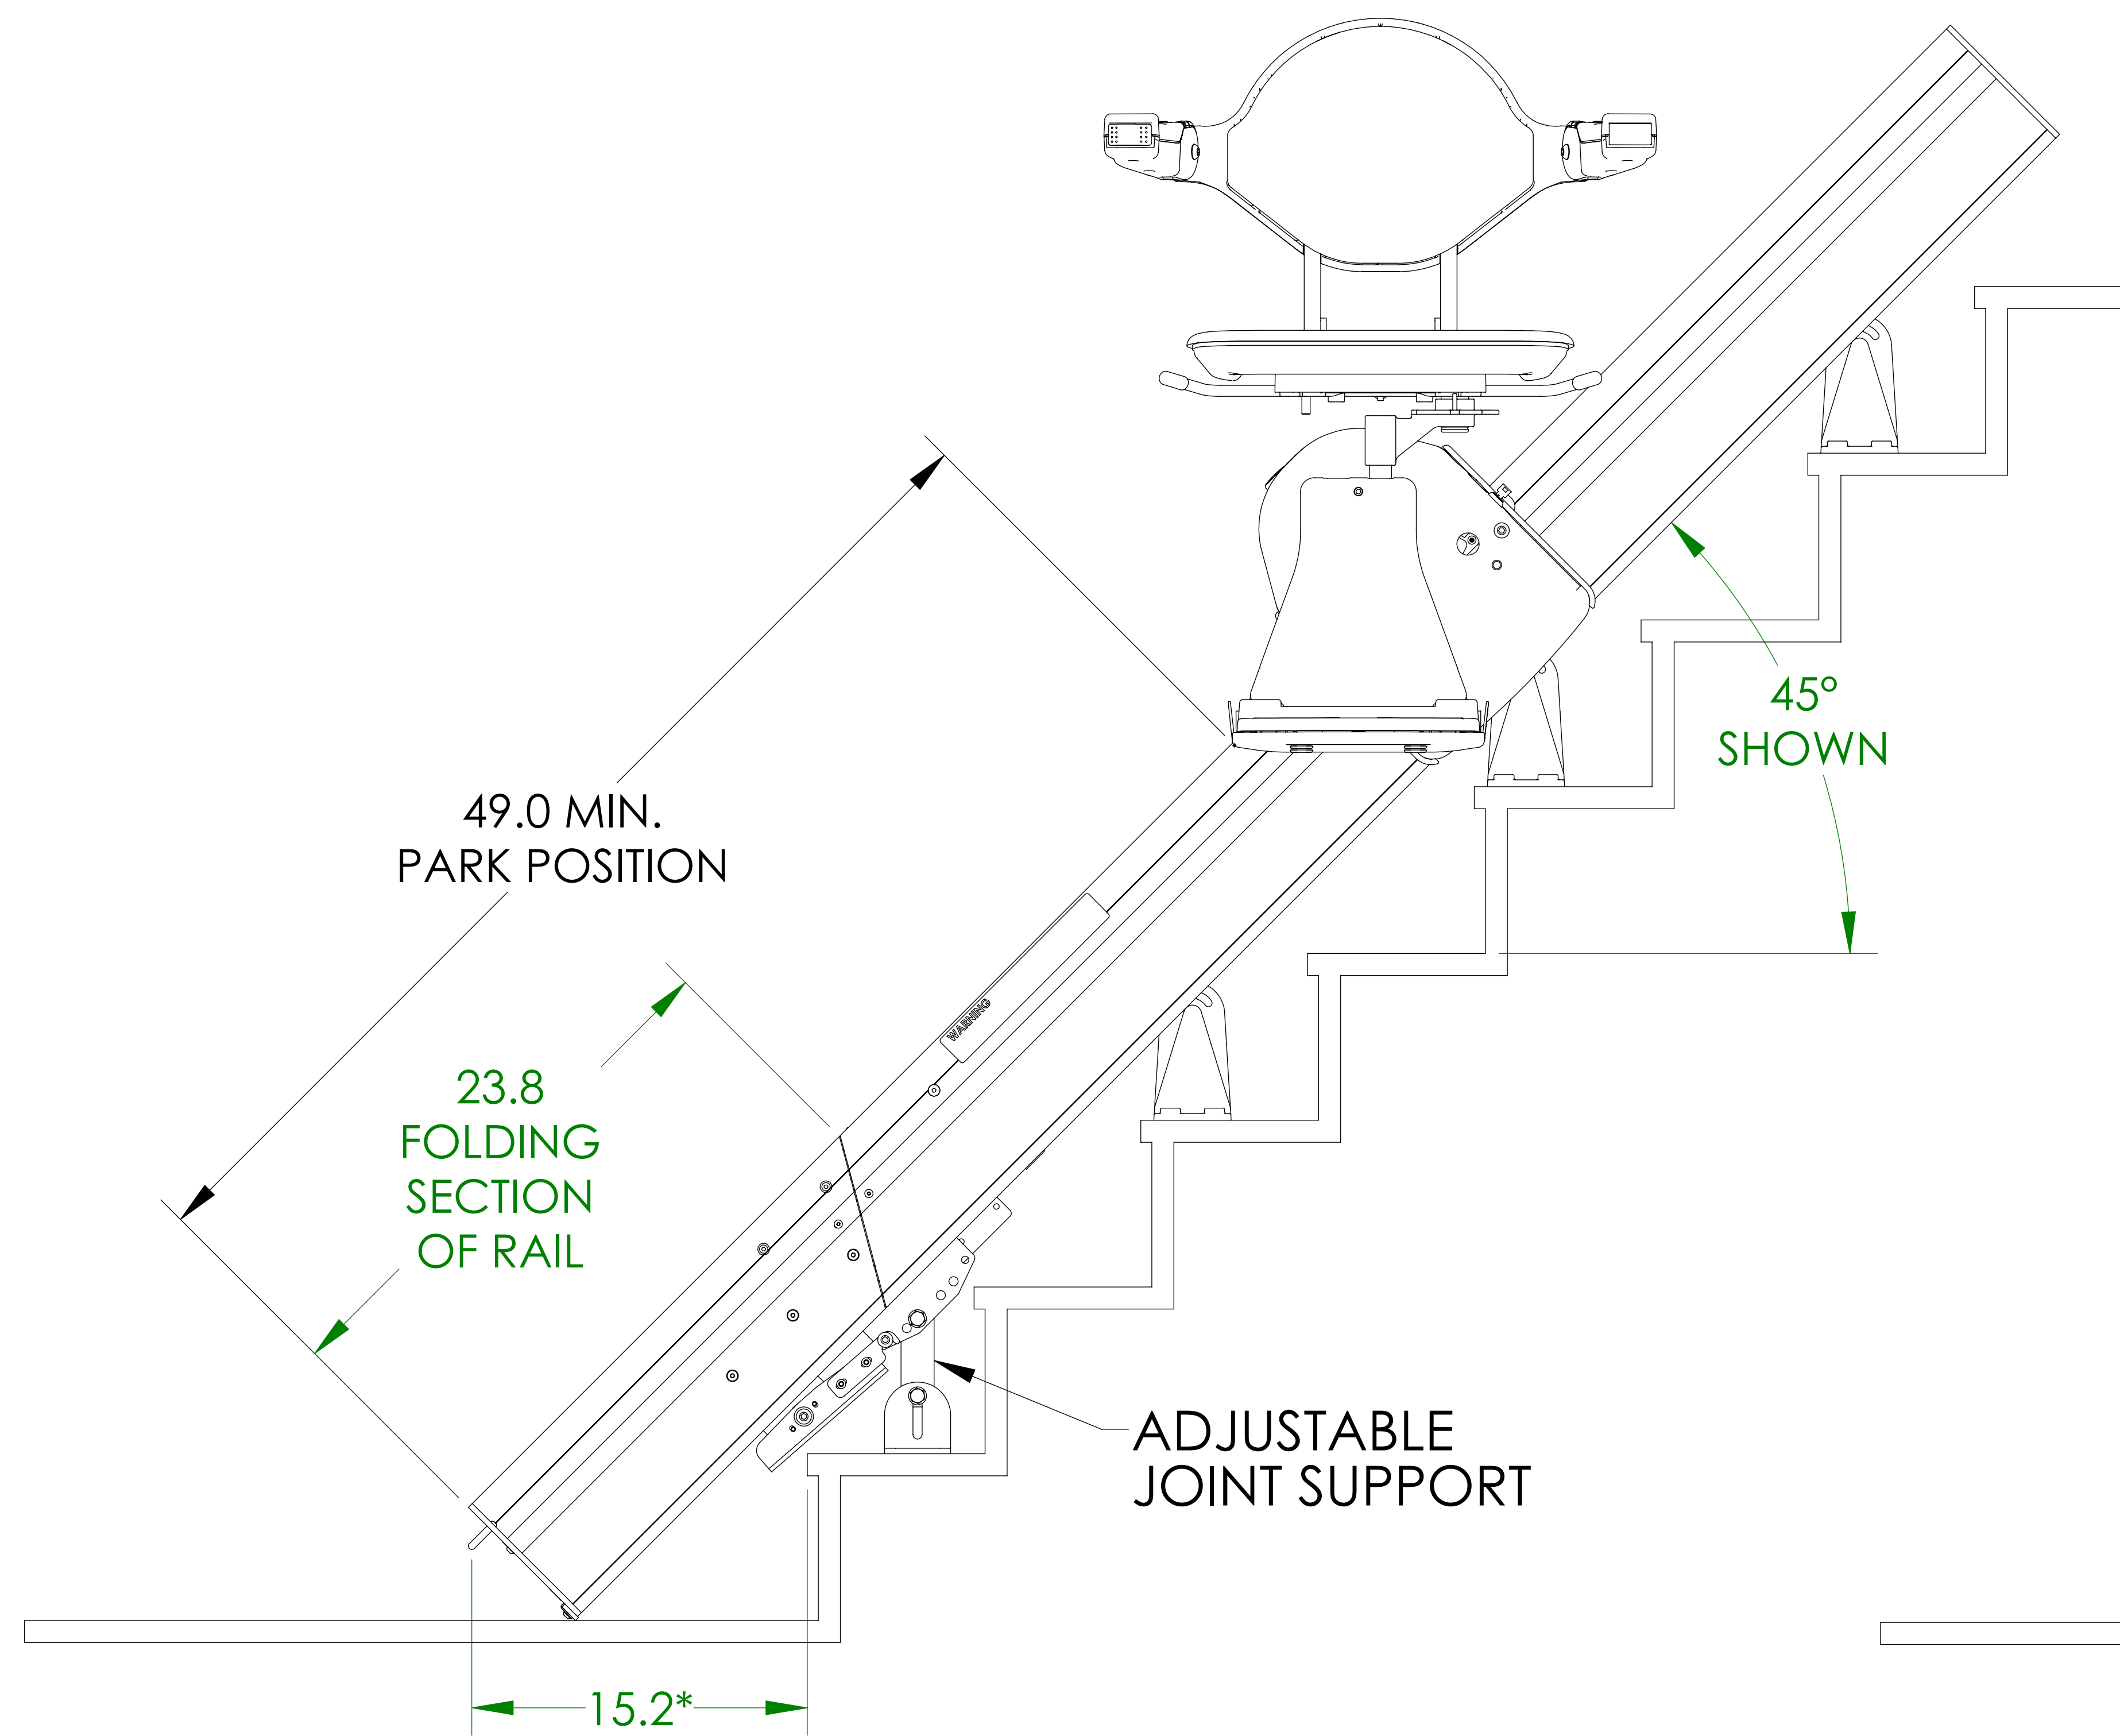 45°
SHOWN
49.0 MIN.
PARK POSITION
WARNING
23.8
FOLDING
SECTION
OF RAIL
ADJUSTABLE
JOINT SUPPORT
15.2*